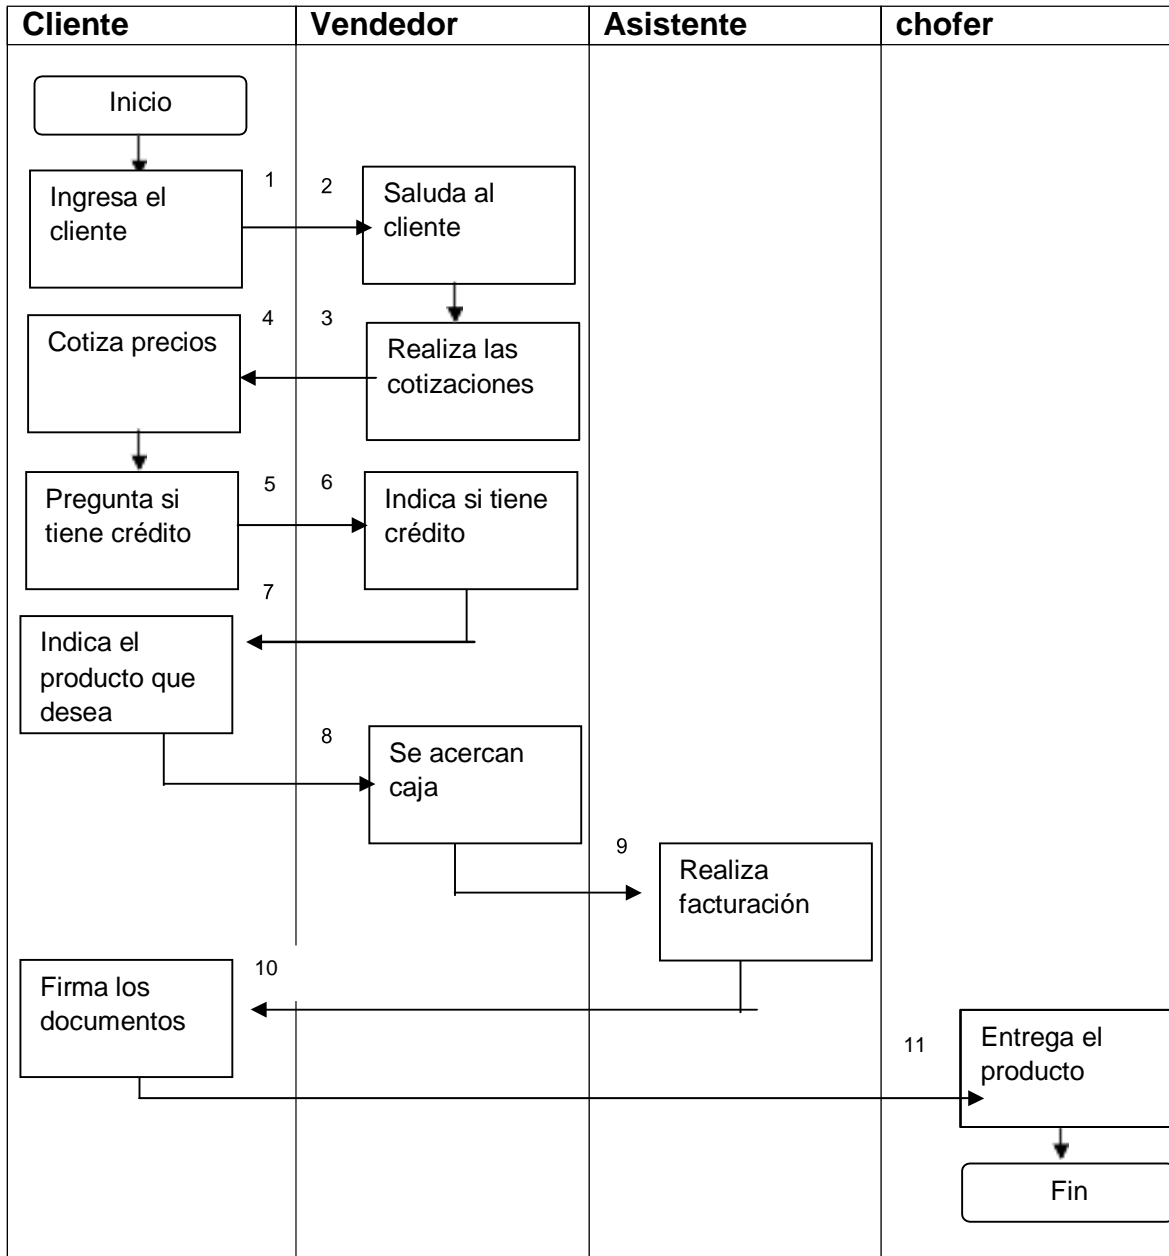 Cliente
Vendedor
Asistente
chofer
Inicio
1
2
Ingresa el
cliente
Saluda al
cliente
4
3
Cotiza precios
Realiza las
cotizaciones
5
6
Pregunta si
tiene crédito
Indica si tiene
crédito
7
Indica el
producto que
desea
8
Se acercan
caja
9
Realiza
facturación
10
Firma los
documentos
11
Entrega el
producto
Fin